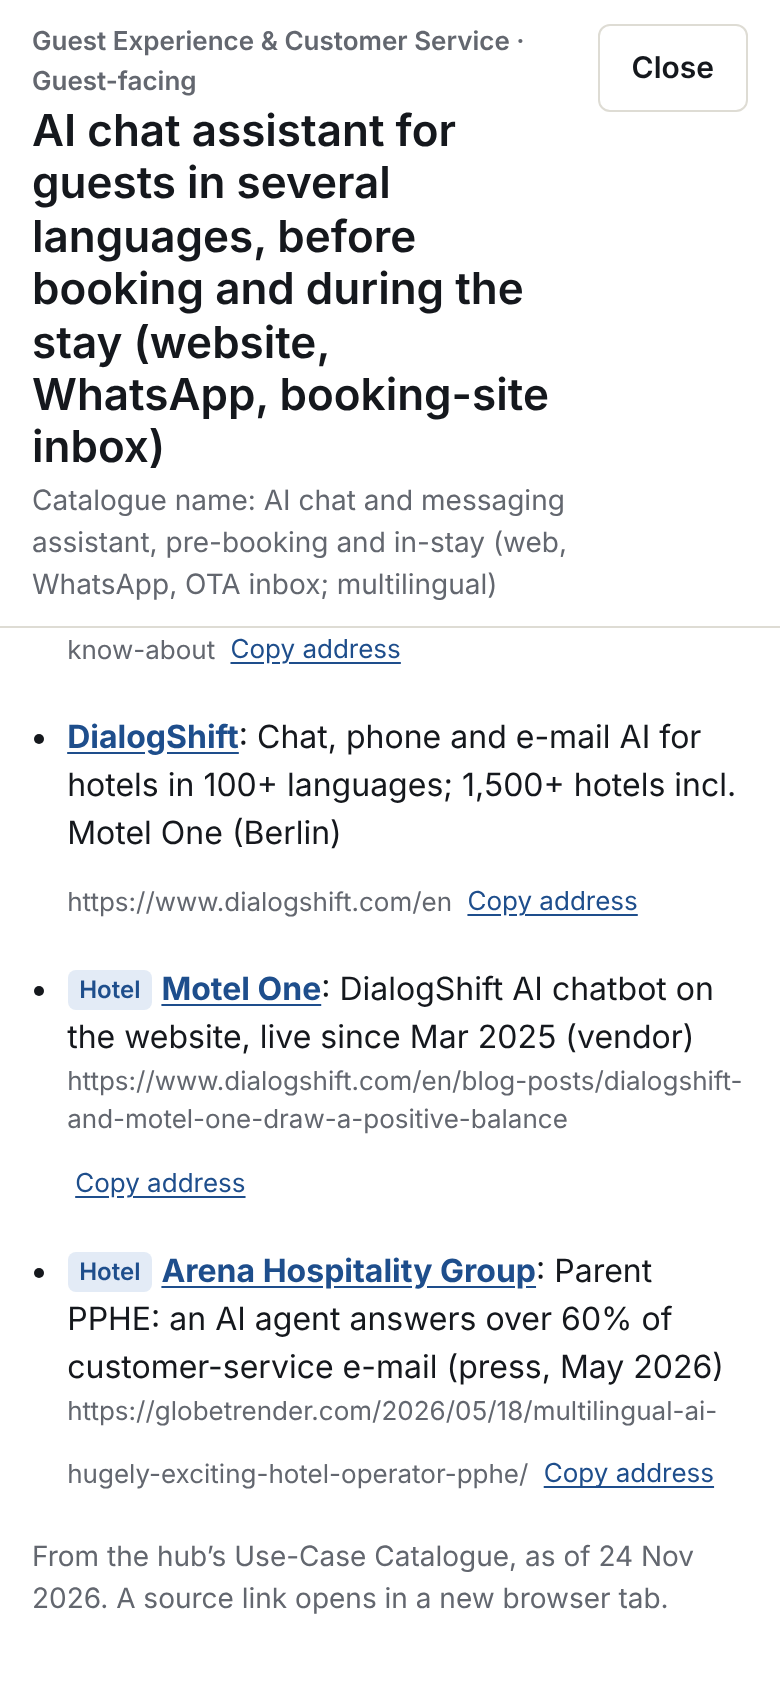 Guest Experience & Customer Service ·
Guest-facing
Close
AI chat assistant for
guests in several
languages, before
booking and during the
stay (website,
WhatsApp, booking-site
inbox)
Catalogue name: AI chat and messaging
assistant, pre-booking and in-stay (web,
WhatsApp, OTA inbox; multilingual)
know-about Copy address
• DialogShift: Chat, phone and e-mail AI for
hotels in 100+ languages; 1,500+ hotels incl.
Motel One (Berlin)
https://www.dialogshift.com/en Copy address
• Hotel Motel One: DialogShift AI chatbot on
the website, live since Mar 2025 (vendor)
https://www.dialogshift.com/en/blog-posts/dialogshift-
and-motel-one-draw-a-positive-balance
Copy address
• Hotel Arena Hospitality Group: Parent
PPHE: an AI agent answers over 60% of
customer-service e-mail (press, May 2026)
https://globetrender.com/2026/05/18/multilingual-ai-
hugely-exciting-hotel-operator-pphe/ Copy address
From the hub’s Use-Case Catalogue, as of 24 Nov
2026. A source link opens in a new browser tab.